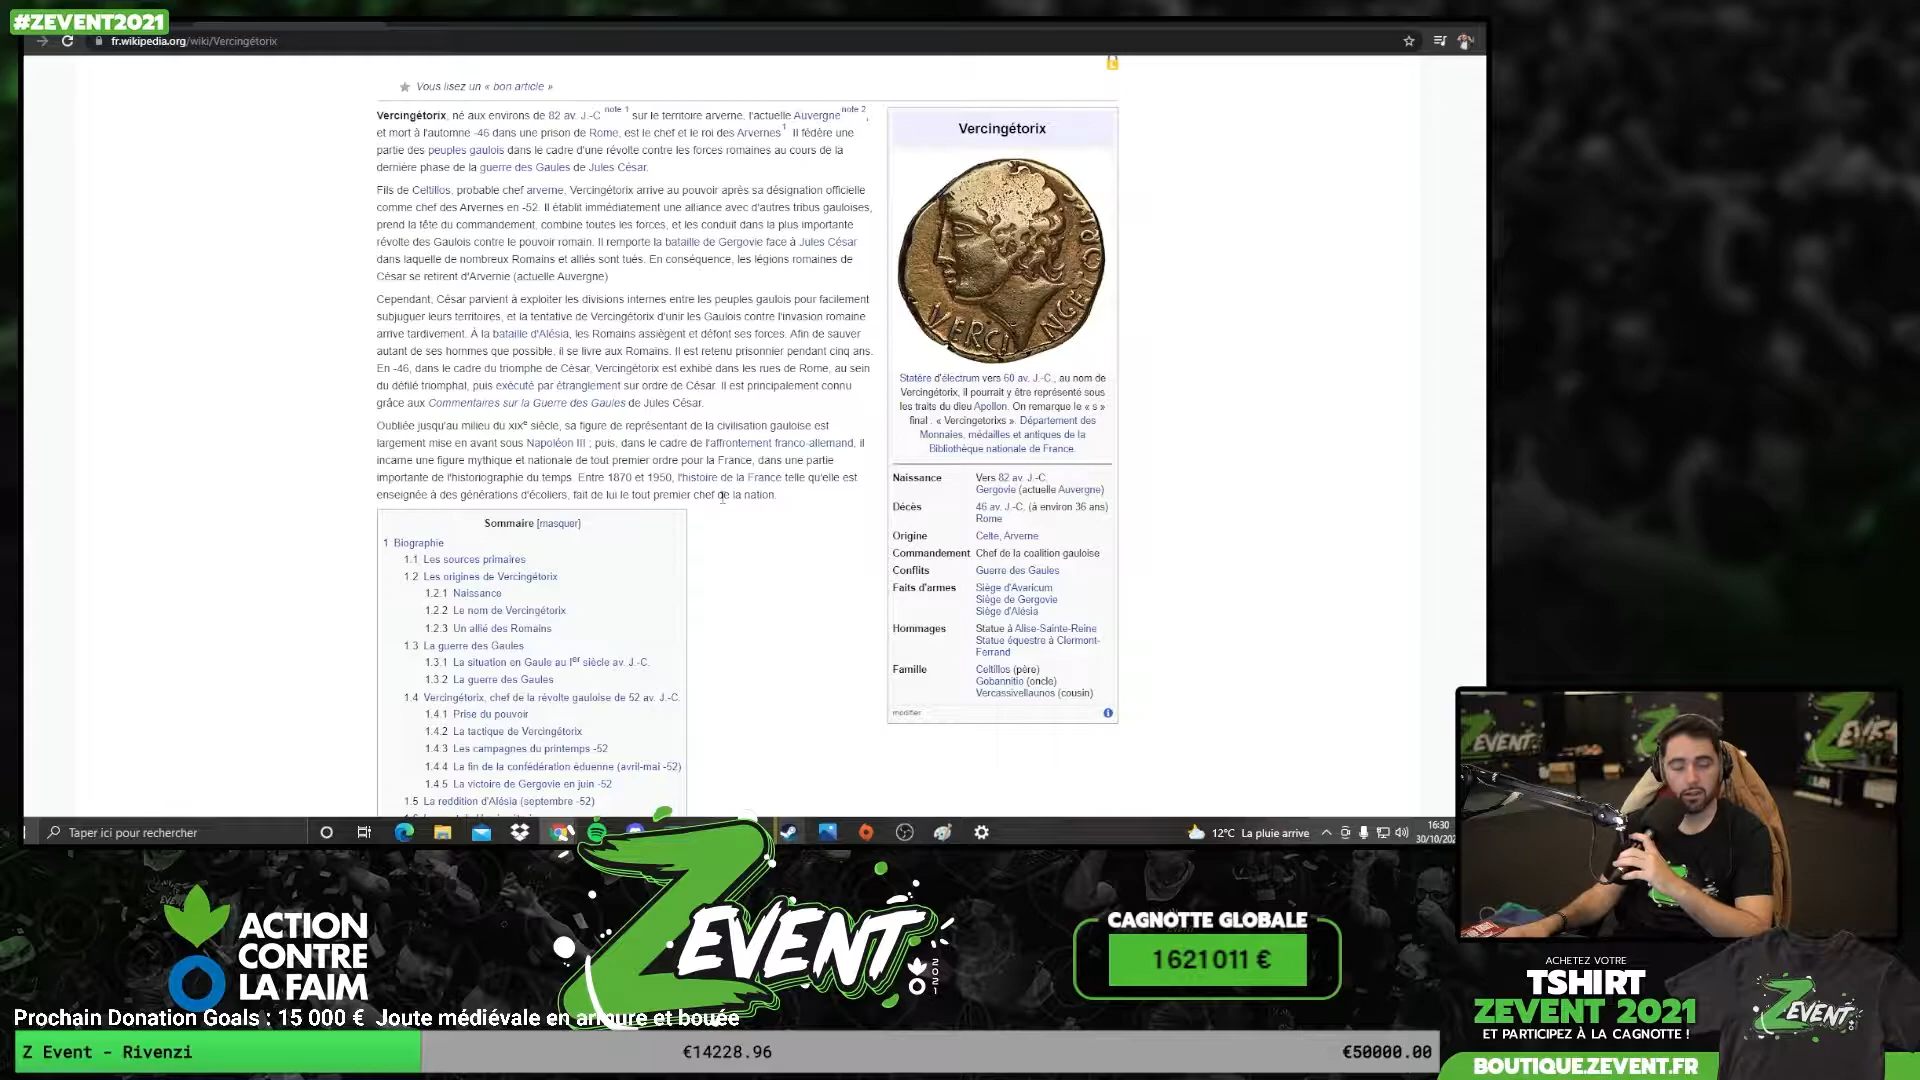 #ZEVENT2021
fr.wikipedia.org/wiki/Vercingétorix
Vous lisez un « bon article »
Vercingétorix, né aux environs de 82 av. J.-C note 1 sur le territoire arverne, l'actuelle Auvergne note 2,
et mort à l'automne -46 dans une prison de Rome, est le chef et le roi des Arvernes 1 Il fédère une
partie des peuples gaulois dans le cadre d'une révolte contre les forces romaines au cours de la
dernière phase de la guerre des Gaules de Jules César.
Fils de Celtillos, probable chef arverne, Vercingétorix arrive au pouvoir après sa désignation officielle
comme chef des Arvernes en -52. Il établit immédiatement une alliance avec d'autres tribus gauloises,
prend la tête du commandement, combine toutes les forces, et les conduit dans la plus importante
révolte des Gaulois contre le pouvoir romain. Il remporte la bataille de Gergovie face à Jules César
dans laquelle de nombreux Romains et alliés sont tués. En conséquence, les légions romaines de
César se retirent d'Arvernie (actuelle Auvergne)
Cependant, César parvient à exploiter les divisions internes entre les peuples gaulois pour facilement
subjuguer leurs territoires, et la tentative de Vercingétorix d'unir les Gaulois contre l'invasion romaine
arrive tardivement. À la bataille d'Alésia, les Romains assiègent et défont ses forces. Afin de sauver
autant de ses hommes que possible, il se livre aux Romains. Il est retenu prisonnier pendant cinq ans.
En -46, dans le cadre du triomphe de César, Vercingétorix est exhibé dans les rues de Rome, au sein
du défilé triomphal, puis exécuté par étranglement sur ordre de César. Il est principalement connu
grâce aux Commentaires sur la Guerre des Gaules de Jules César.
Oubliée jusqu'au milieu du XIXe siècle, sa figure de représentant de la civilisation gauloise est
largement mise en avant sous Napoléon III ; puis, dans le cadre de l'affrontement franco-allemand, il
incarne une figure mythique et nationale de tout premier ordre pour la France, dans une partie
importante de l'historiographie du temps. Entre 1870 et 1950, l'histoire de la France telle qu'elle est
enseignée à des générations d'écoliers, fait de lui le tout premier chef de la nation.
Sommaire [masquer]
1 Biographie
1.1 Les sources primaires
1.2 Les origines de Vercingétorix
1.2.1 Naissance
1.2.2 Le nom de Vercingétorix
1.2.3 Un allié des Romains
1.3 La guerre des Gaules
1.3.1 La situation en Gaule au Ier siècle av. J.-C.
1.3.2 La guerre des Gaules
1.4 Vercingétorix, chef de la révolte gauloise de 52 av. J.-C.
1.4.1 Prise du pouvoir
1.4.2 La tactique de Vercingétorix
1.4.3 Les campagnes du printemps -52
1.4.4 La fin de la confédération éduenne (avril-mai -52)
1.4.5 La victoire de Gergovie en juin -52
1.5 La reddition d'Alésia (septembre -52)
Vercingétorix
Statère d'électrum vers 60 av. J.-C., au nom de
Vercingétorix, il pourrait y être représenté sous
les traits du dieu Apollon. On remarque le « s »
final : « Vercingetorixs ». Département des
Monnaies, médailles et antiques de la
Bibliothèque nationale de France.
Naissance Vers 82 av. J.-C.
Gergovie (actuelle Auvergne)
Décès 46 av. J.-C. (à environ 36 ans)
Rome
Origine Celte, Arverne
Commandement Chef de la coalition gauloise
Conflits Guerre des Gaules
Faits d'armes Siège d'Avaricum
Siège de Gergovie
Siège d'Alésia
Hommages Statue à Alise-Sainte-Reine
Statue équestre à Clermont-
Ferrand
Famille Celtillos (père)
Gobannitio (oncle)
Vercassivellaunos (cousin)
modifier
Taper ici pour rechercher
12°C La pluie arrive
16:30
30/10/202
ACTION
CONTRE
LA FAIM
ZEVENT
2021
CAGNOTTE GLOBALE
1 621 011 €
Prochain Donation Goals : 15 000 € Joute médiévale en armure et bouée
Z Event - Rivenzi
€14228.96
€50000.00
ACHETEZ VOTRE
TSHIRT
ZEVENT 2021
ET PARTICIPEZ À LA CAGNOTTE !
ZEVENT
BOUTIQUE.ZEVENT.FR